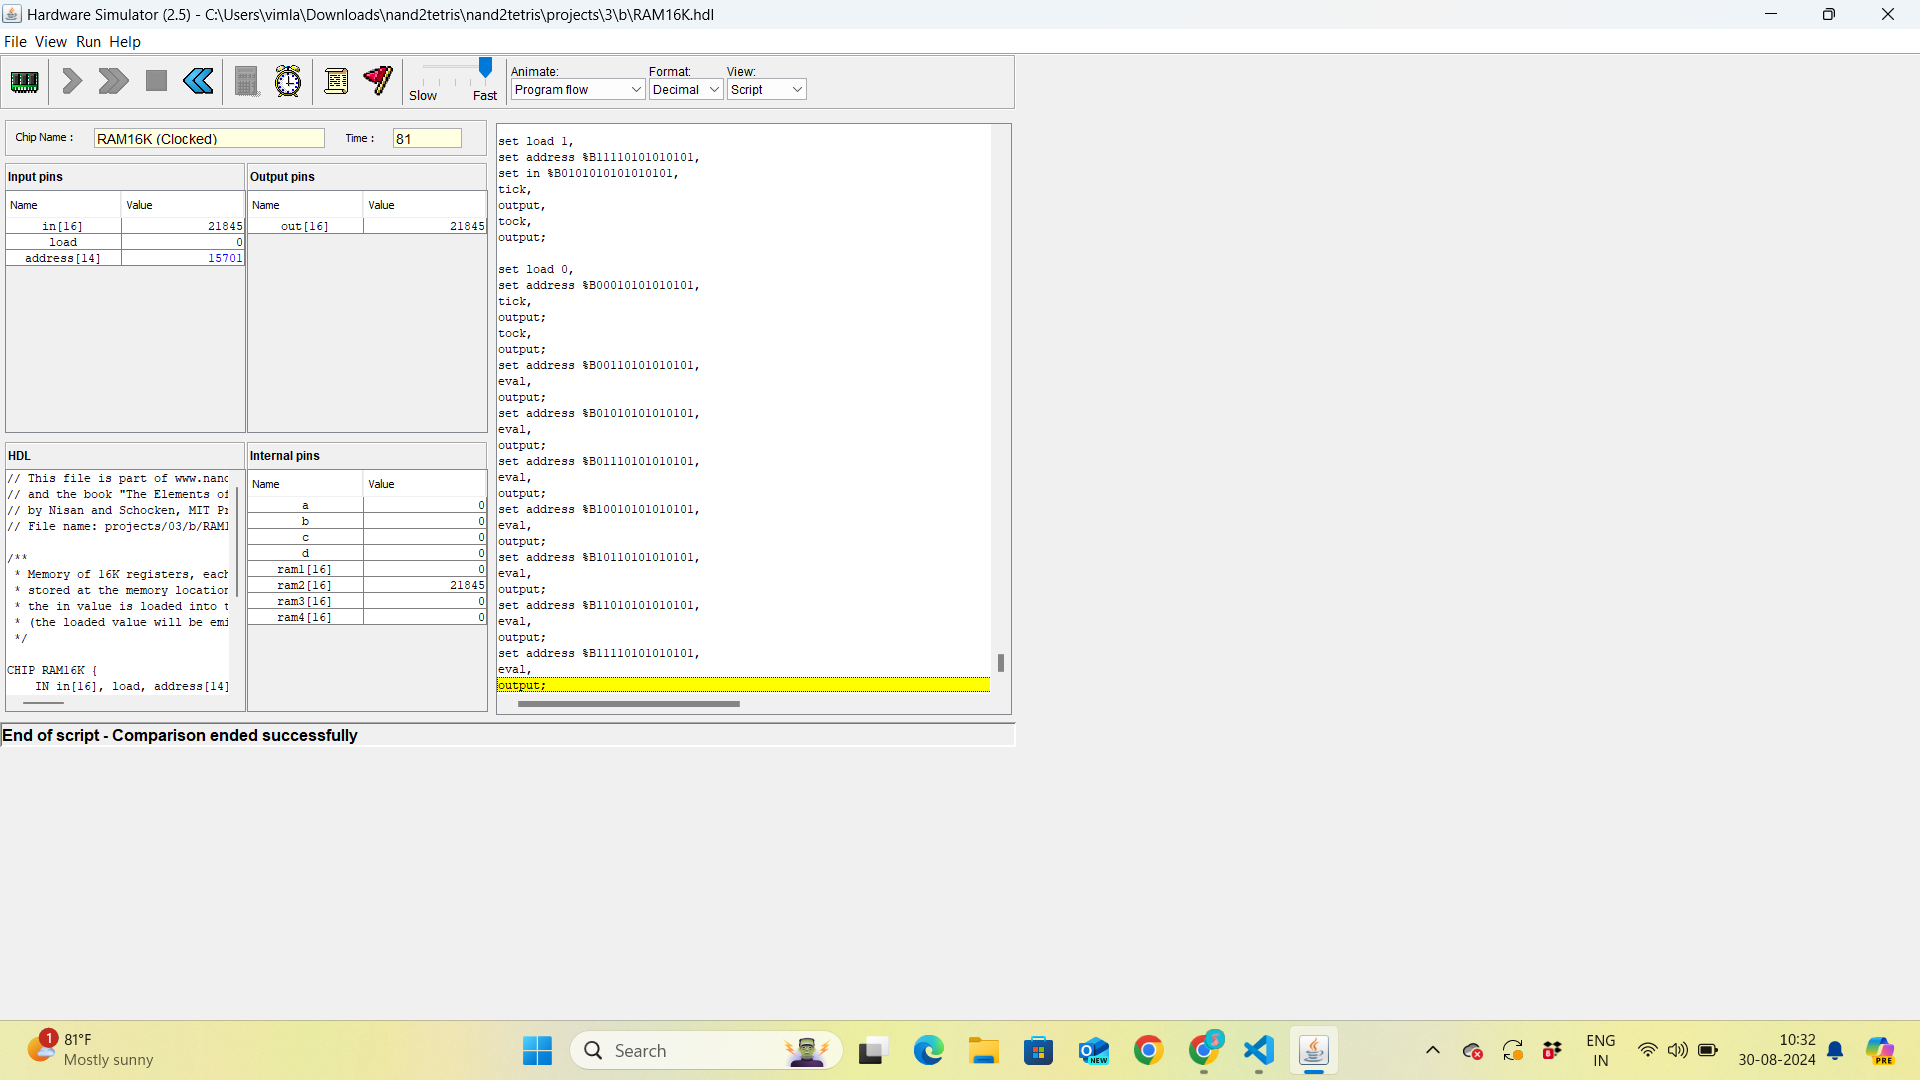 Hardware Simulator (2.5) - C:\Users\vimla\Downloads\nand2tetris\nand2tetris\projects\3\b\RAM16K.hdl
File View Run Help
Slow Fast
Animate:
Program flow
Format:
Decimal
View:
Script
Chip Name :
RAM16K (Clocked)
Time :
81
Input pins
Name Value
in[16] 21845
load 0
address[14] 15701
Output pins
Name Value
out[16] 21845
HDL
// This file is part of www.nand
// and the book "The Elements of
// by Nisan and Schocken, MIT Pr
// File name: projects/03/b/RAM1
/**
* Memory of 16K registers, each
* stored at the memory location
* the in value is loaded into t
* (the loaded value will be emi
*/
CHIP RAM16K {
IN in[16], load, address[14]
Internal pins
Name Value
a 0
b 0
c 0
d 0
ram1[16] 0
ram2[16] 21845
ram3[16] 0
ram4[16] 0
set load 1,
set address %B11110101010101,
set in %B0101010101010101,
tick,
output,
tock,
output;
set load 0,
set address %B00010101010101,
tick,
output;
tock,
output;
set address %B00110101010101,
eval,
output;
set address %B01010101010101,
eval,
output;
set address %B01110101010101,
eval,
output;
set address %B10010101010101,
eval,
output;
set address %B10110101010101,
eval,
output;
set address %B11010101010101,
eval,
output;
set address %B11110101010101,
eval,
output;
End of script - Comparison ended successfully
1
81°F
Mostly sunny
Search
NEW
8
ENG
IN
10:32
30-08-2024
PRE